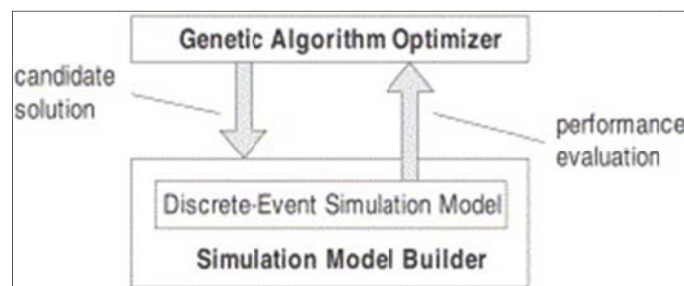 Genetic Algorithm Optimizer
candidate
solution
performance
evaluation
Discrete-Event Simulation Model
Simulation Model Builder